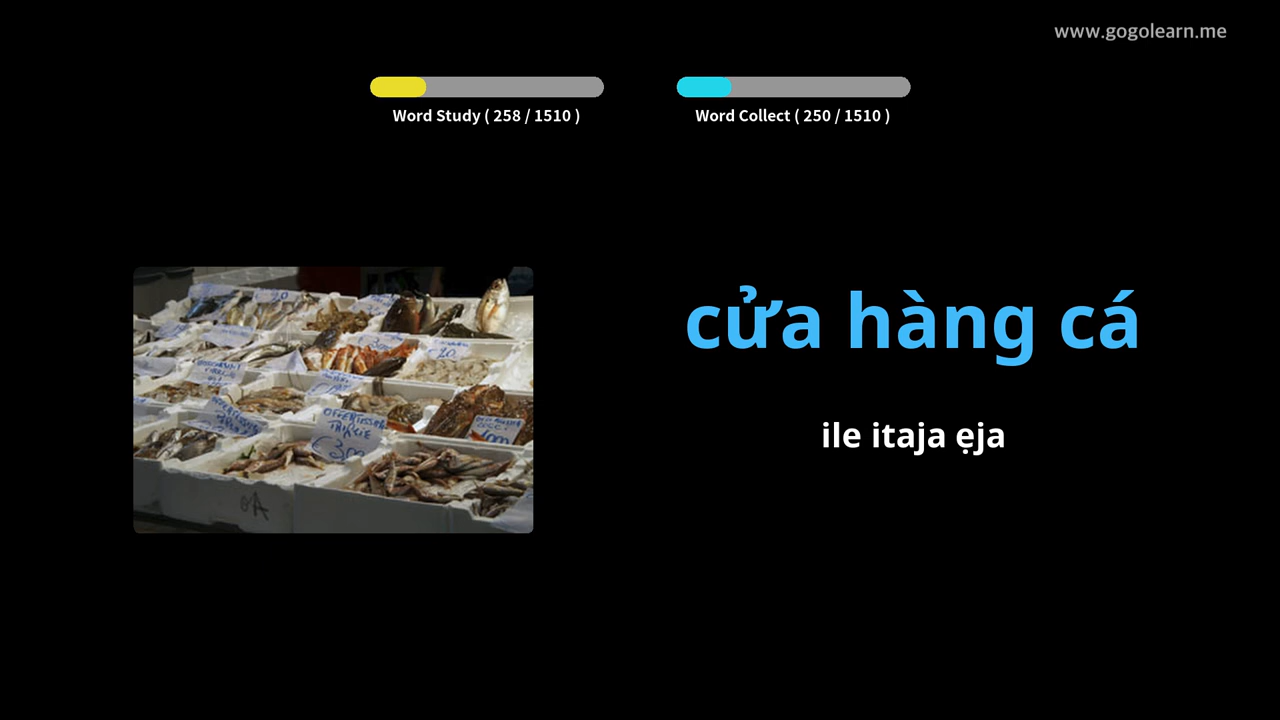 www.gogolearn.me
Word Study ( 258 / 1510 )
Word Collect ( 250 / 1510 )
cửa hàng cá
ile itaja ẹja